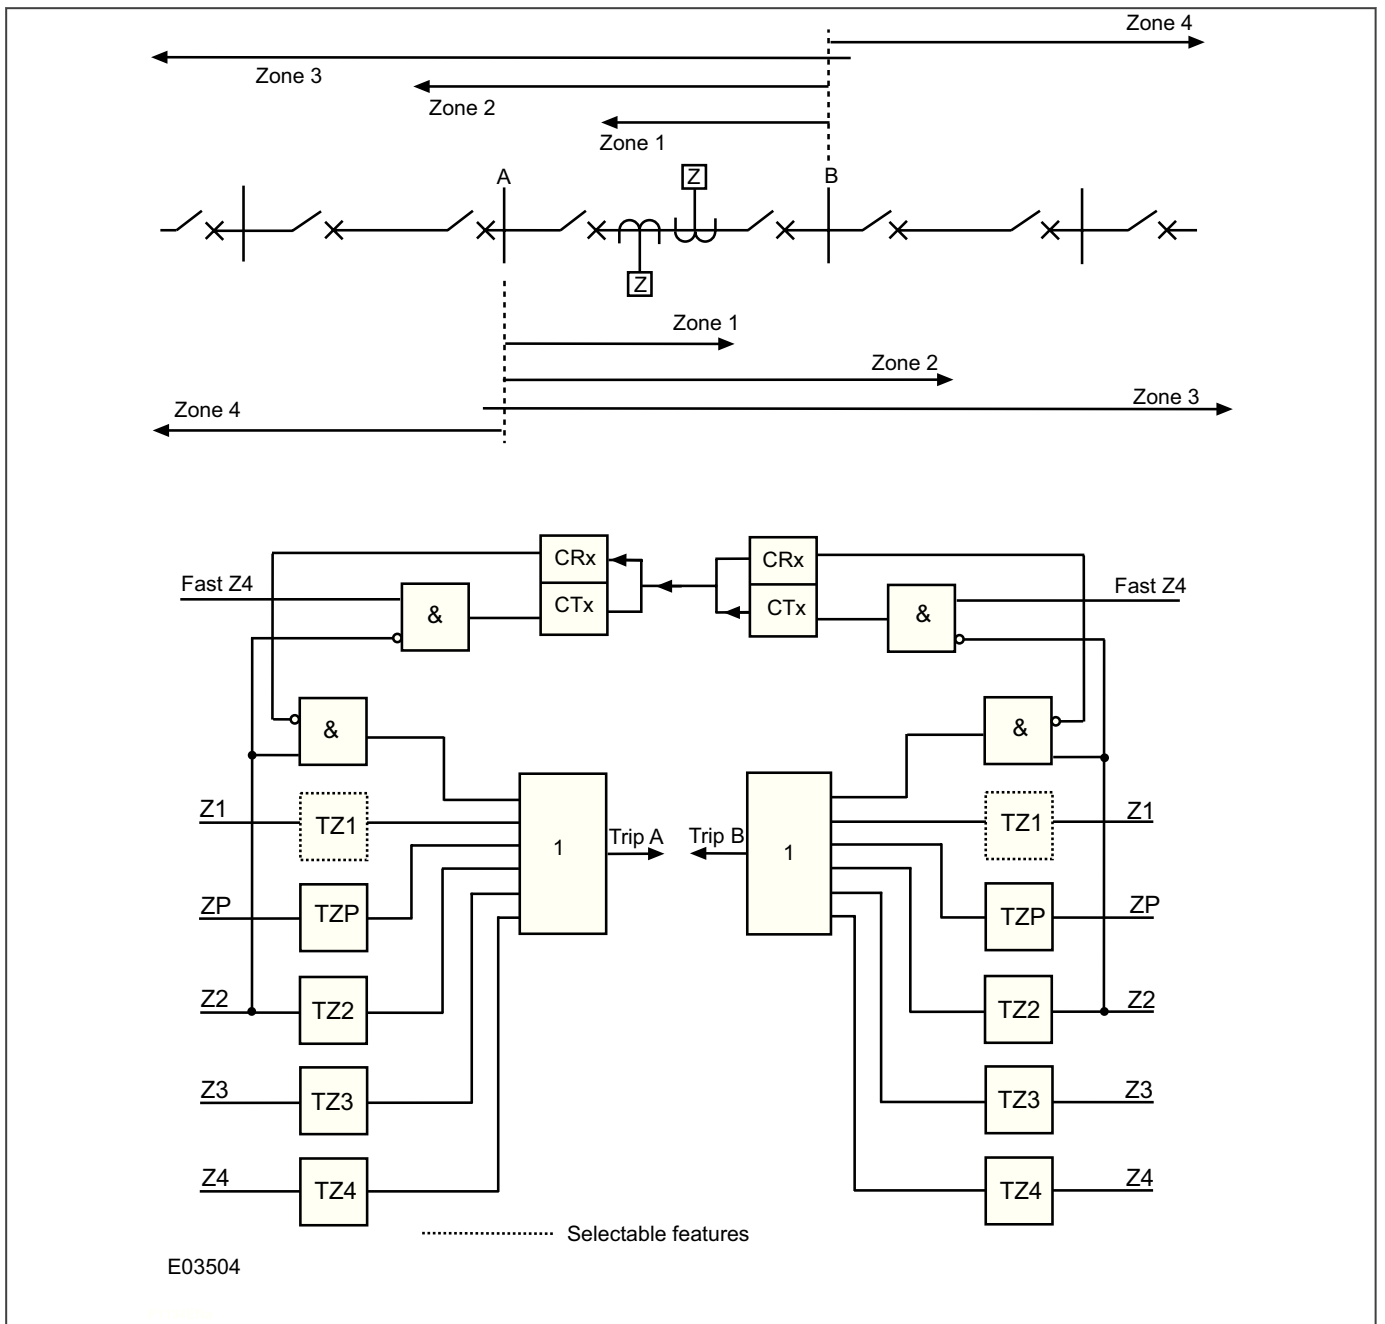 Zone 4
Zone 3
Zone 2
Zone 1
A
Z
B
Z
Zone 1
Zone 2
Zone 3
Zone 4
CRx
CRx
Fast Z4
Fast Z4
&
CTx
CTx
&
&
&
Z1
TZ1
TZ1
Z1
1
Trip A
Trip B
1
ZP
TZP
TZP
ZP
Z2
TZ2
TZ2
Z2
Z3
TZ3
TZ3
Z3
Z4
TZ4
TZ4
Z4
Selectable features
E03504